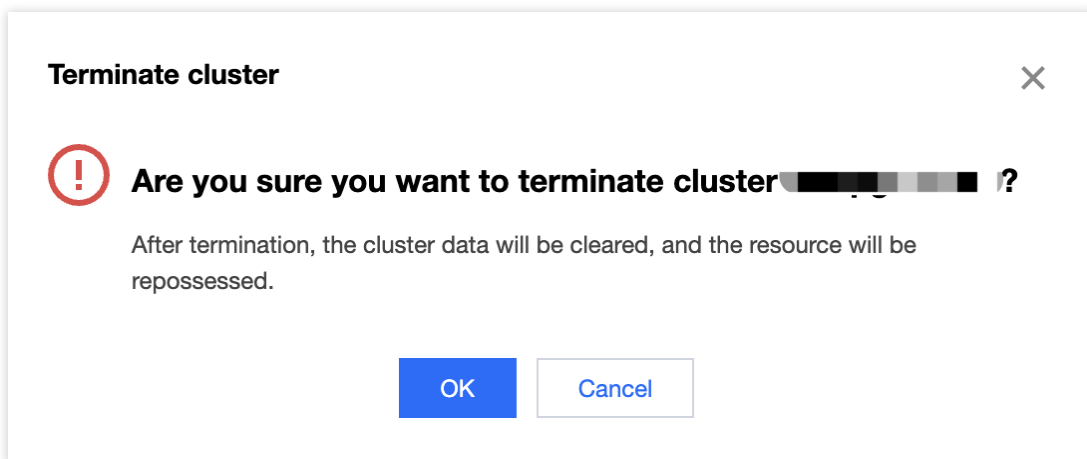 Terminate cluster
Are you sure you want to terminate cluster ?
After termination, the cluster data will be cleared, and the resource will be
repossessed.
OK
Cancel